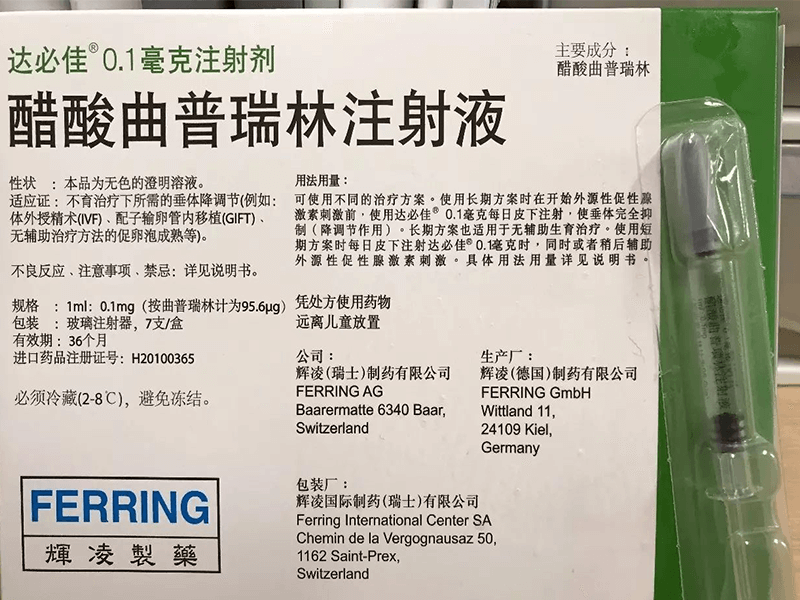 达必佳®0.1毫克注射剂
主要成分：
醋酸曲普瑞林
醋酸曲普瑞林注射液
性状 ：本品为无色的澄明溶液。
适应证：不育治疗下所需的垂体降调节(例如：
体外授精术(IVF)、配子输卵管内移植(GIFT)、
无辅助治疗方法的促卵泡成熟等)。
不良反应、注意事项、禁忌：详见说明书。
规格 ：1ml：0.1mg（按曲普瑞林计为95.6μg）
包装 ：玻璃注射器，7支/盒
有效期：36个月
进口药品注册证号：H20100365
必须冷藏(2-8℃)，避免冻结。
用法用量：
可使用不同的治疗方案。使用长期方案时在开始外源性促性腺
激素刺激前，使用达必佳®0.1毫克每日皮下注射，使垂体完全抑
制（降调节作用）。长期方案也适用于无辅助生育治疗。使用短
期方案时每日皮下注射达必佳®0.1毫克时，同时或者稍后辅助
外源性促性腺激素刺激。具体用法用量详见说明书。
凭处方使用药物
远离儿童放置
公司：
辉凌(瑞士)制药有限公司
FERRING AG
Baarermatte 6340 Baar,
Switzerland
生产厂：
辉凌(德国)制药有限公司
FERRING GmbH
Wittland 11,
24109 Kiel,
Germany
包装厂：
辉凌国际制药(瑞士)有限公司
Ferring International Center SA
Chemin de la Vergognausaz 50,
1162 Saint-Prex,
Switzerland
FERRING
輝凌製藥
醋酸曲普瑞林注射液